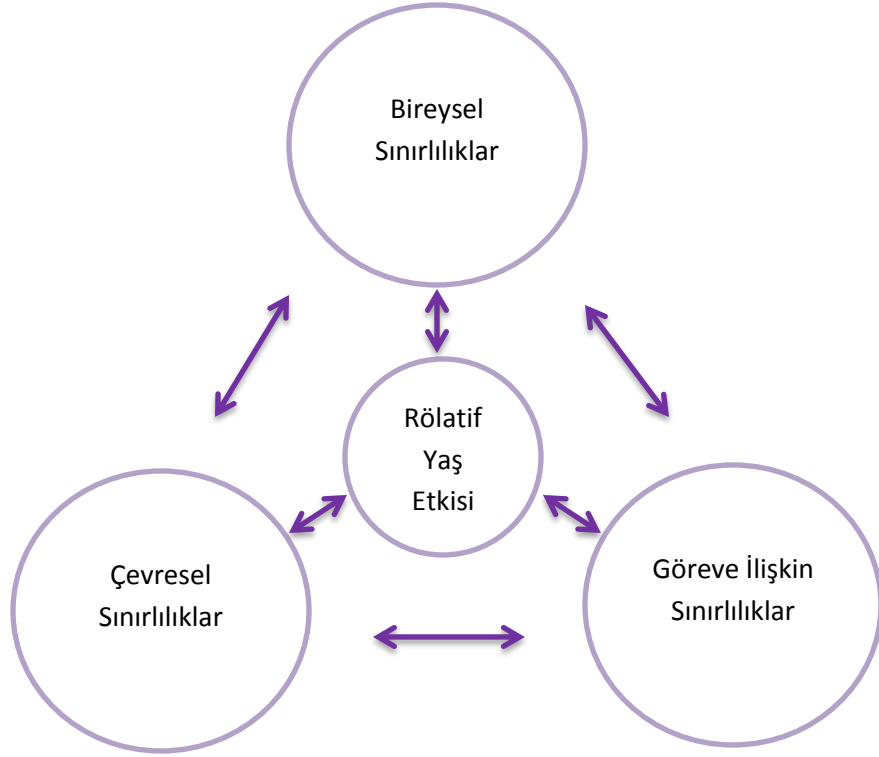 Bireysel
Sınırlılıklar
Rölatif
Yaş
Etkisi
Çevresel
Sınırlılıklar
Göreve İlişkin
Sınırlılıklar